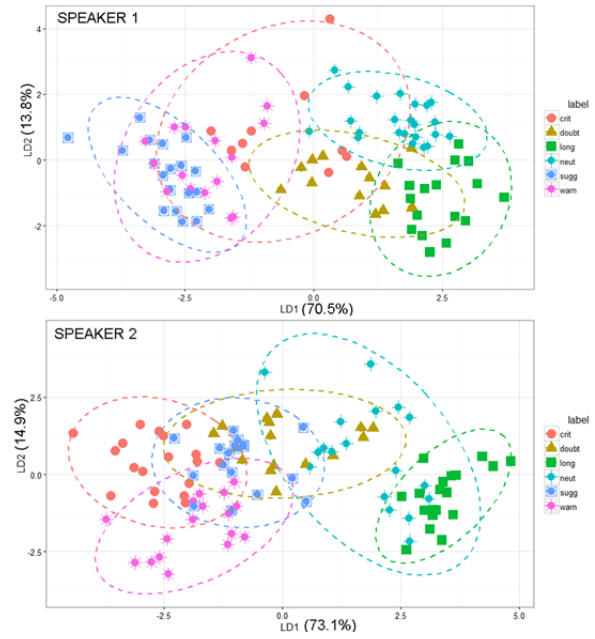 SPEAKER 1
4
2
0
-2
LD2 (13.8%)
-5.0 -2.5 0.0 2.5
LD1 (70.5%)
label
crit
doubt
long
neut
sugg
warn
SPEAKER 2
2.5
0.0
-2.5
LD2 (14.9%)
-2.5 0.0 2.5 5.0
LD1 (73.1%)
label
crit
doubt
long
neut
sugg
warn